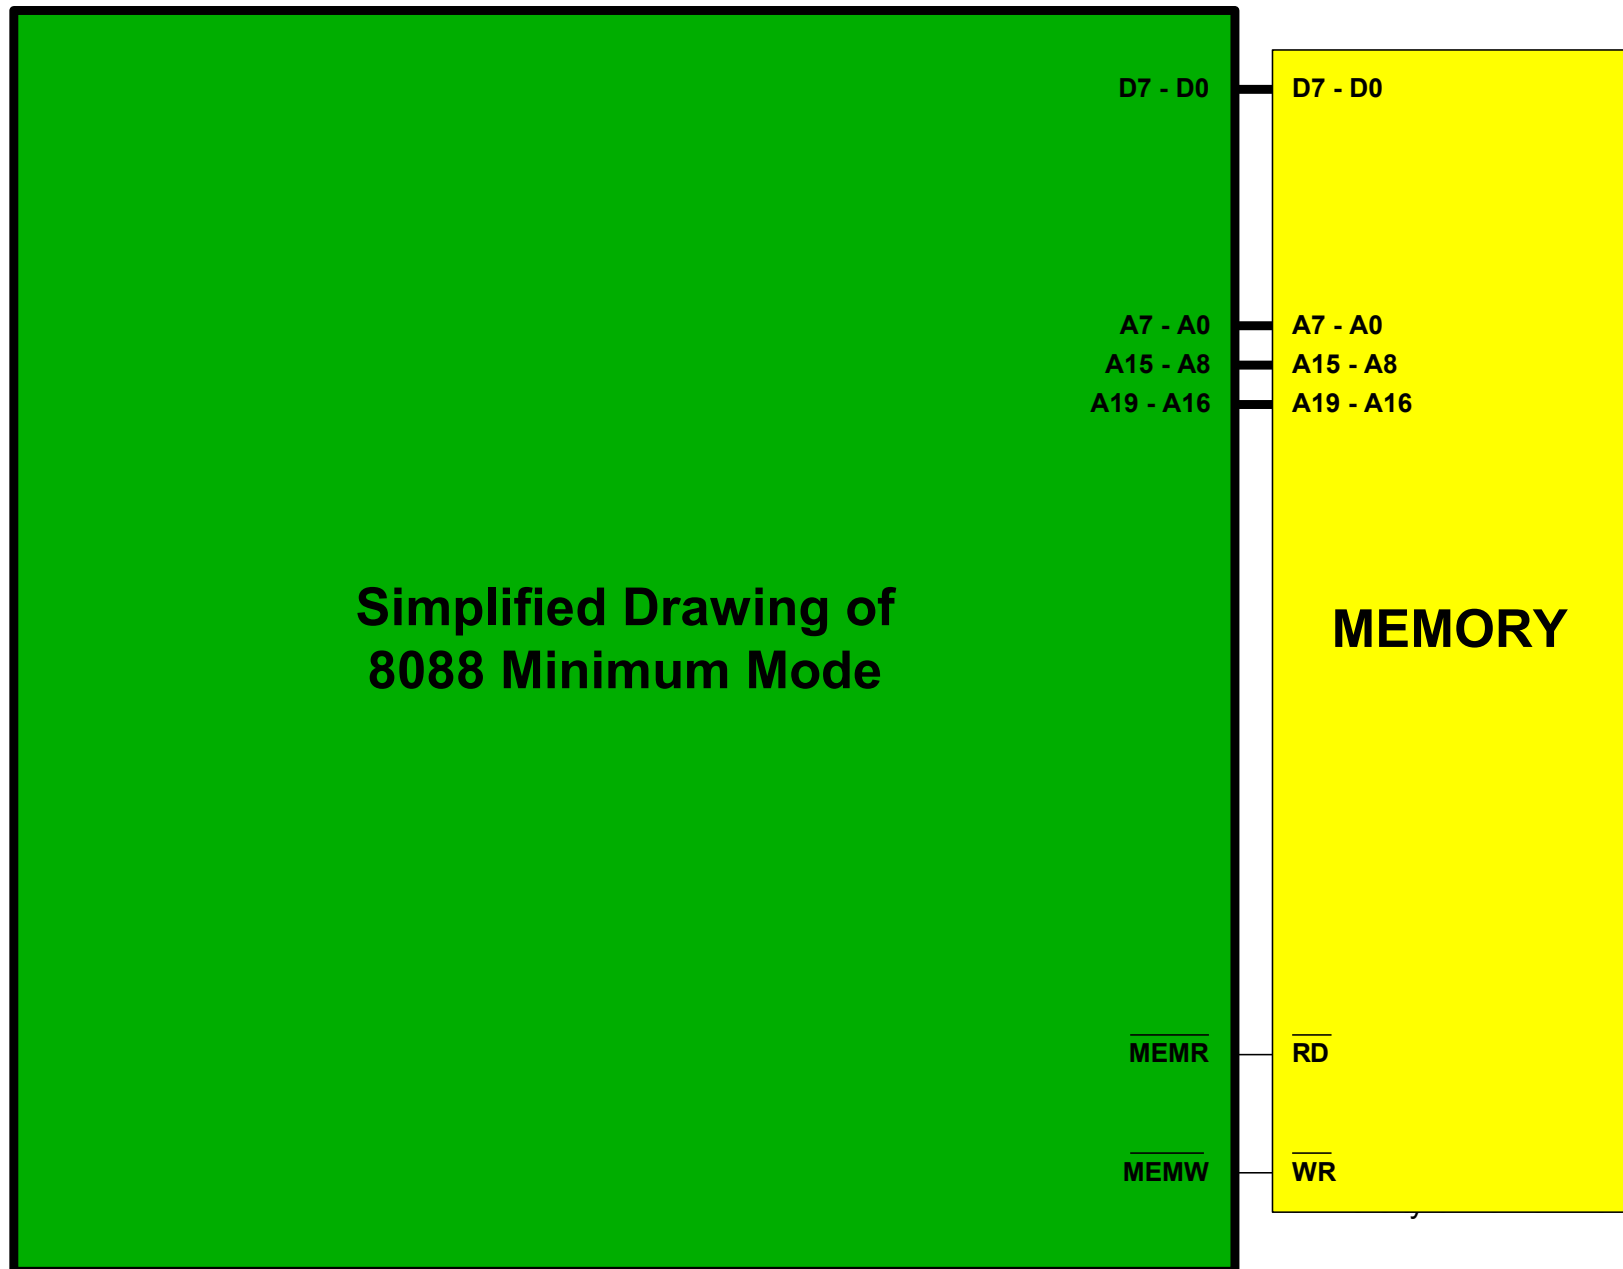 D7 - D0
D7 - D0
A7 - A0
A7 - A0
A15 - A8
A15 - A8
A19 - A16
A19 - A16
Simplified Drawing of
8088 Minimum Mode
MEMORY
MEMR
RD
MEMW
WR